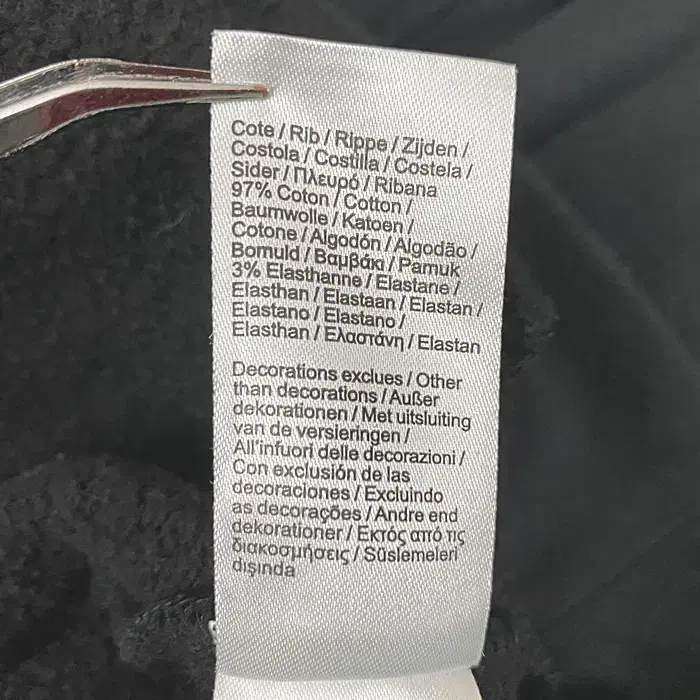 Cote / Rib / Rippe / Zijden /
Costola / Costilla / Costela /
Sider / Πλευρό / Ribana
97% Coton / Cotton /
Baumwolle / Katoen /
Cotone / Algodón / Algodão /
Bomuld / Βαμβάκι / Pamuk
3% Elasthanne / Elastane /
Elasthan / Elastaan / Elastan /
Elastano / Elastano /
Elasthan / Ελαστάνη / Elastan
Decorations exclues / Other
than decorations / Außer
dekorationen / Met uitsluiting
van de versieringen /
All'infuori delle decorazioni /
Con exclusión de las
decoraciones / Excluindo
as decorações / Andre end
dekorationer / Εκτός από τις
διακοσμήσεις / Süslemeleri
dışında